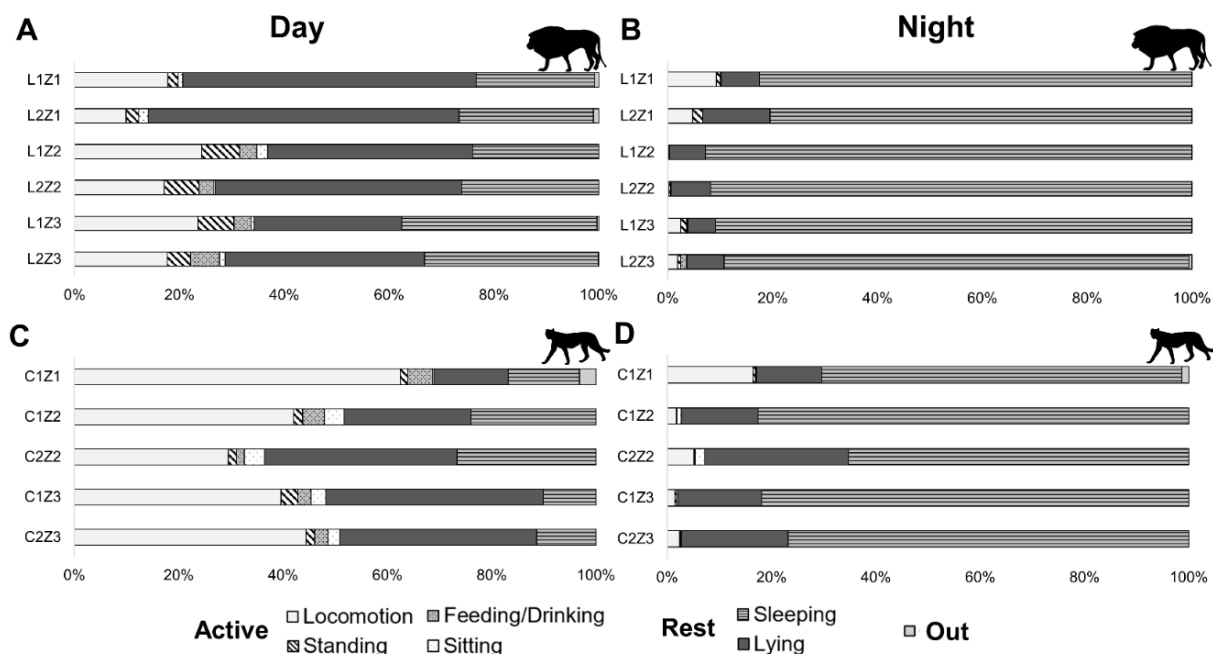 A Day
L1Z1
L2Z1
L1Z2
L2Z2
L1Z3
L2Z3
0% 20% 40% 60% 80% 100%
B Night
L1Z1
L2Z1
L1Z2
L2Z2
L1Z3
L2Z3
0% 20% 40% 60% 80% 100%
C
C1Z1
C1Z2
C2Z2
C1Z3
C2Z3
0% 20% 40% 60% 80% 100%
D
C1Z1
C1Z2
C2Z2
C1Z3
C2Z3
0% 20% 40% 60% 80% 100%
Active
Locomotion Feeding/Drinking
Standing Sitting
Rest
Sleeping
Lying
Out